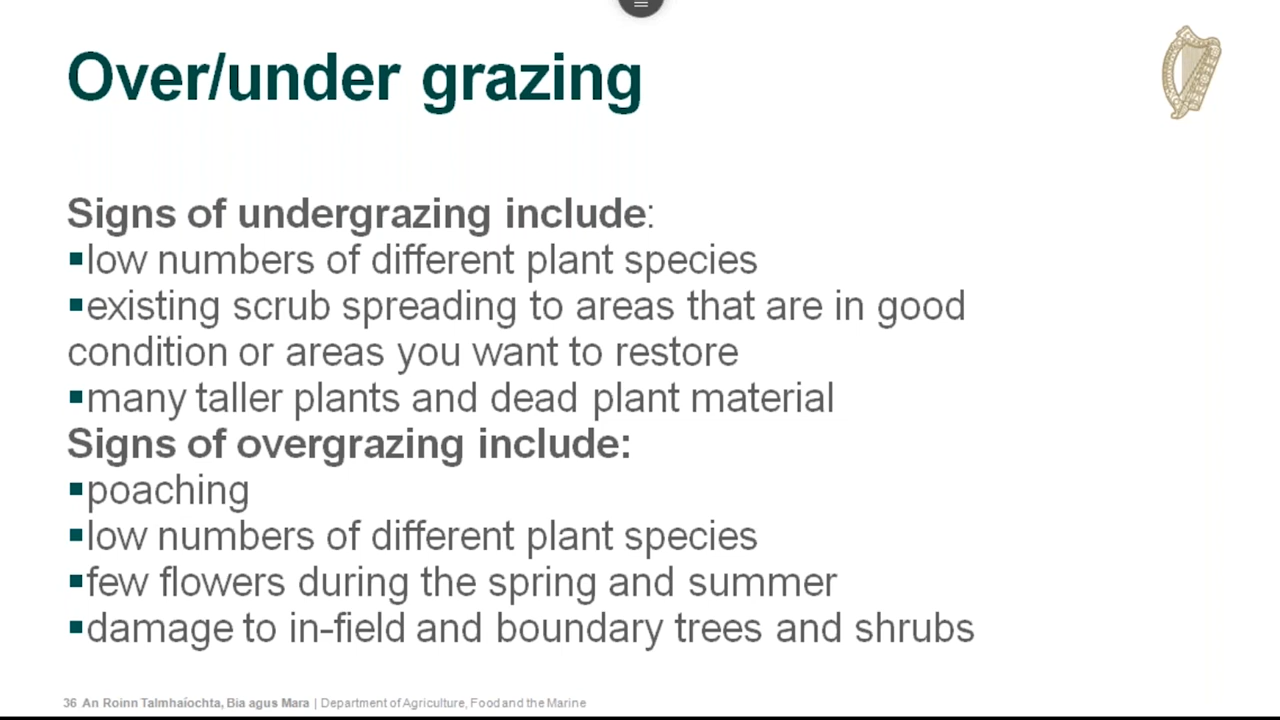 Over/under grazing
Signs of undergrazing include:
▪low numbers of different plant species
▪existing scrub spreading to areas that are in good
condition or areas you want to restore
▪many taller plants and dead plant material
Signs of overgrazing include:
▪poaching
▪low numbers of different plant species
▪few flowers during the spring and summer
▪damage to in-field and boundary trees and shrubs
36 An Roinn Talmhaíochta, Bia agus Mara | Department of Agriculture, Food and the Marine